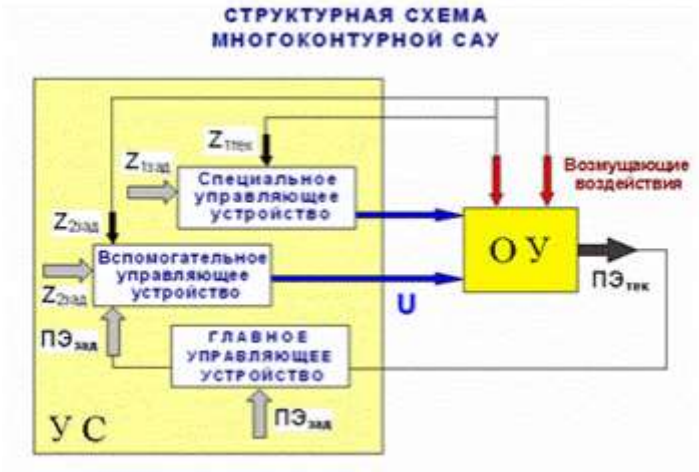 СТРУКТУРНАЯ СХЕМА
МНОГОКОНТУРНОЙ САУ
Z1тек
Z1зад
Специальное
управляющее
устройство
Возмущающие
воздействия
Z2зад
Вспомогательное
управляющее
устройство
Z2зад
О У
ПЭтек
U
ПЭзад
ГЛАВНОЕ
УПРАВЛЯЮЩЕЕ
УСТРОЙСТВО
ПЭзад
У С